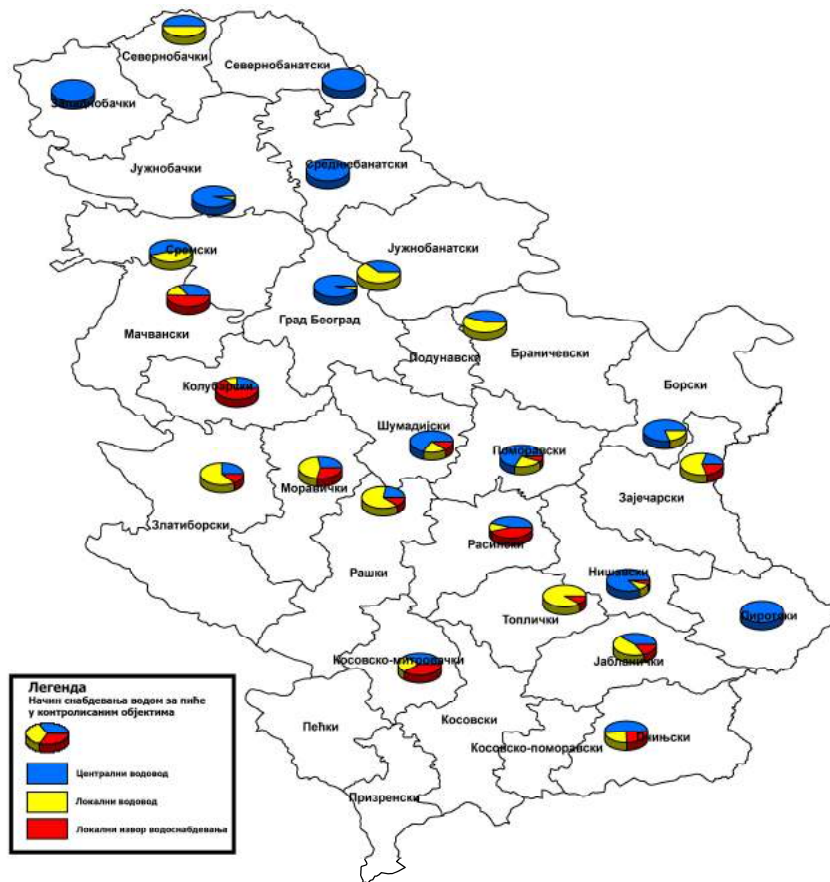 Севернобачки
Севернобанатски
Западнобачки
Јужнобачки
Средњебанатски
Сремски
Јужнобанатски
Град Београд
Мачвански
Подунавски
Браничевски
Колубарски
Борски
Шумадијски
Поморавски
Моравички
Зајечарски
Златиборски
Расински
Рашки
Нишавски
Топлички
Пиротски
Косовско-митровачки
Јабланички
Пећки
Косовски
Косовско-поморавски
Пчињски
Призренски
Легенда
Начин снабдевања водом за пиће
у контролисаним објектима
Централни водовод
Локални водовод
Локални извор водоснабдевања